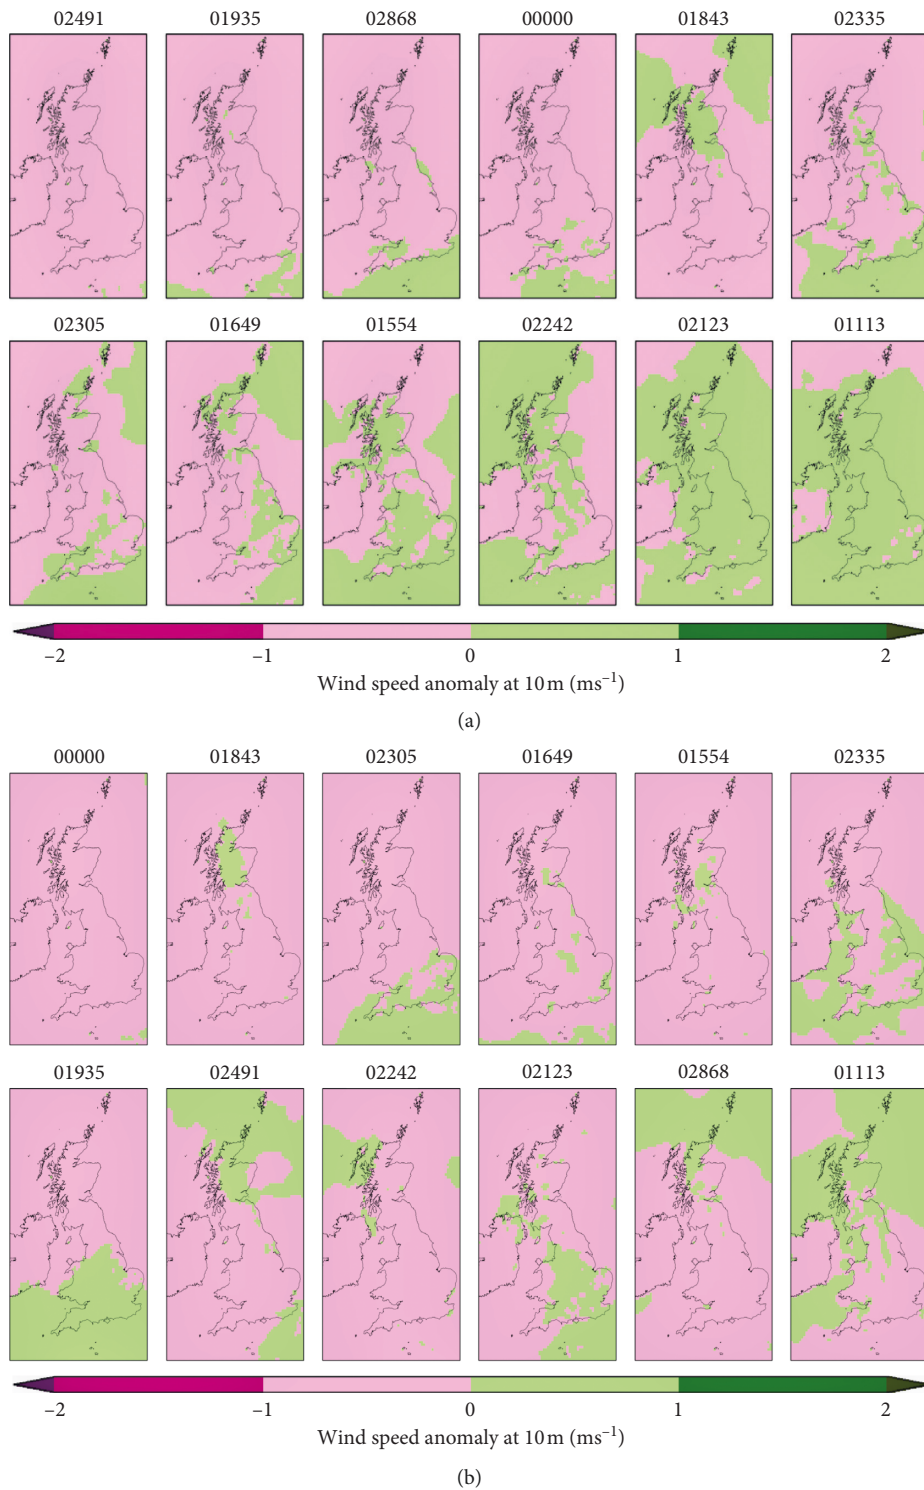 02491 01935 02868 00000 01843 02335
02305 01649 01554 02242 02123 01113
−2 −1 0 1 2
Wind speed anomaly at 10 m (ms⁻¹)
(a)
00000 01843 02305 01649 01554 02335
01935 02491 02242 02123 02868 01113
−2 −1 0 1 2
Wind speed anomaly at 10 m (ms⁻¹)
(b)